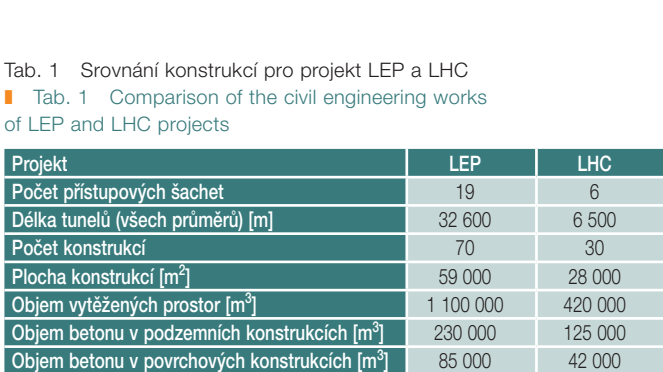 Tab. 1 Srovnání konstrukcí pro projekt LEP a LHC
Tab. 1 Comparison of the civil engineering works
of LEP and LHC projects
Projekt LEP LHC
Počet přístupových šachet 19 6
Délka tunelů (všech průměrů) [m] 32 600 6 500
Počet konstrukcí 70 30
Plocha konstrukcí [m²] 59 000 28 000
Objem vytěžených prostor [m³] 1 100 000 420 000
Objem betonu v podzemních konstrukcích [m³] 230 000 125 000
Objem betonu v povrchových konstrukcích [m³] 85 000 42 000